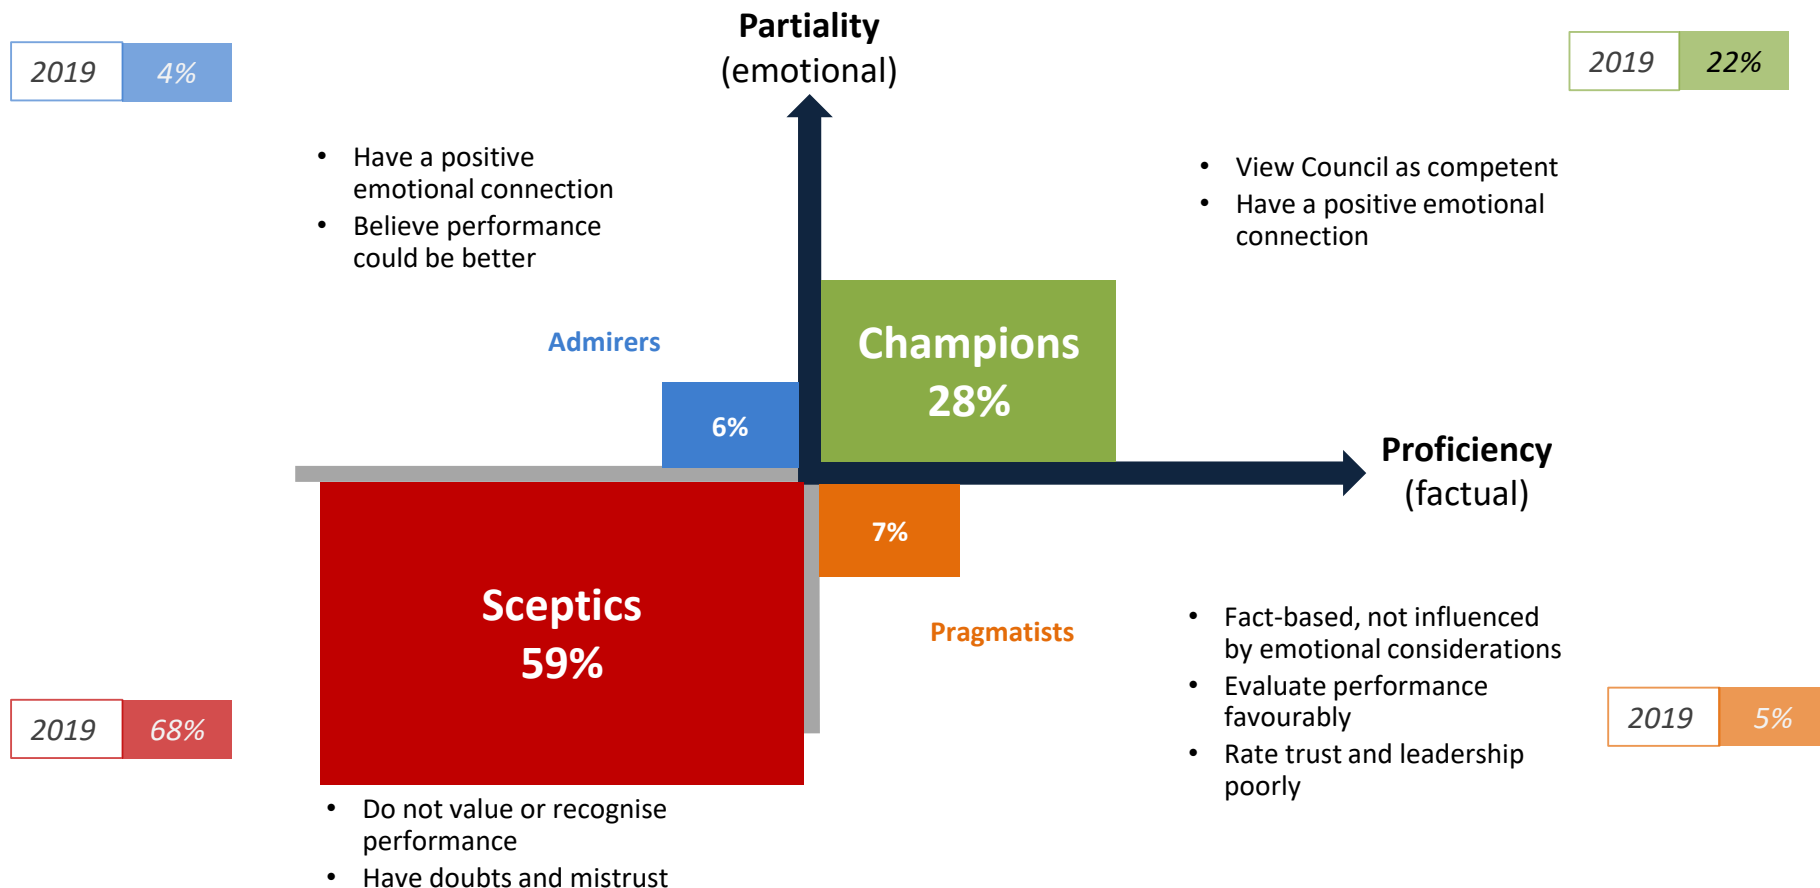 Partiality
(emotional)
2019 4%
2019 22%
• Have a positive
emotional connection
• Believe performance
could be better
• View Council as competent
• Have a positive emotional
connection
Admirers
Champions
28%
6%
Proficiency
(factual)
7%
Sceptics
59%
Pragmatists
• Fact-based, not influenced
by emotional considerations
• Evaluate performance
favourably
• Rate trust and leadership
poorly
2019 68%
2019 5%
• Do not value or recognise
performance
• Have doubts and mistrust